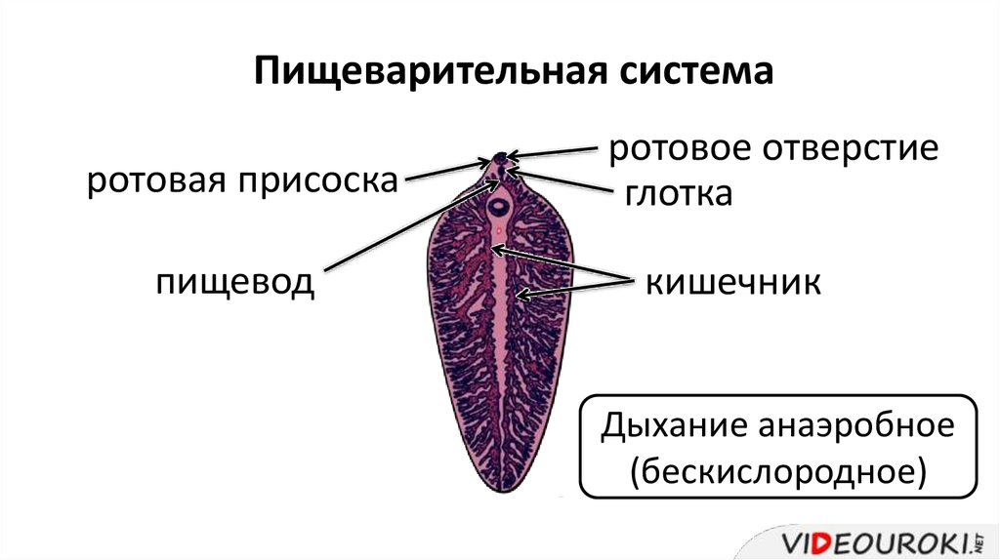 Пищеварительная система
ротовое отверстие
ротовая присоска
глотка
пищевод
кишечник
Дыхание анаэробное
(бескислородное)
VIDEOUROKI.NET